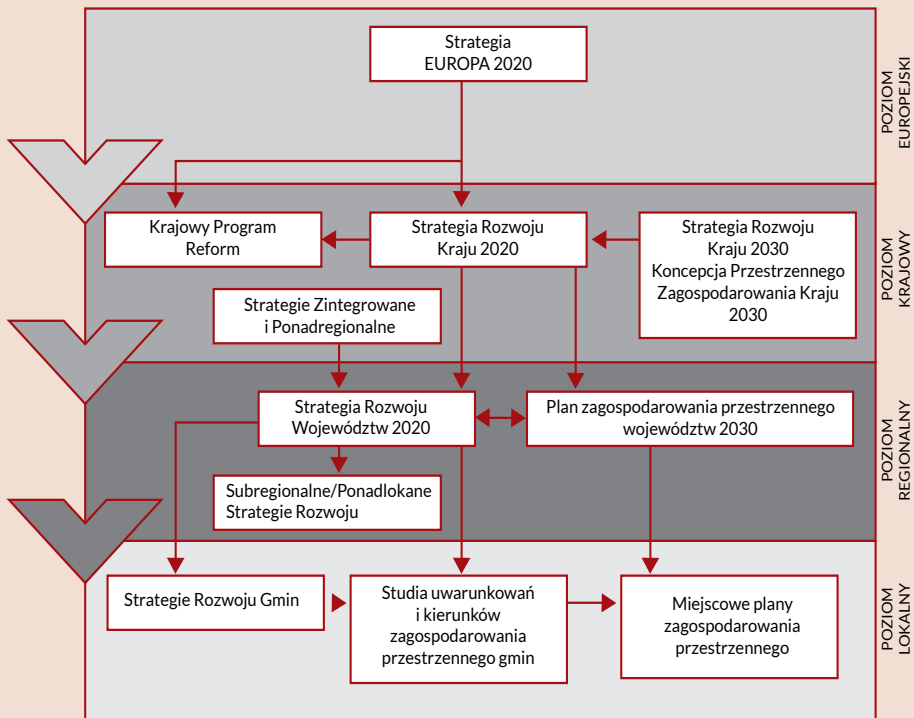 Strategia
EUROPA 2020
POZIOM
EUROPEJSKI
Krajowy Program
Reform
Strategia Rozwoju
Kraju 2020
Strategia Rozwoju
Kraju 2030
Koncepcja Przestrzennego
Zagospodarowania Kraju
2030
POZIOM
KRAJOWY
Strategie Zintegrowane
i Ponadregionalne
Strategia Rozwoju
Województw 2020
Plan zagospodarowania przestrzennego
województw 2030
POZIOM
REGIONALNY
Subregionalne/Ponadlokane
Strategie Rozwoju
Strategie Rozwoju Gmin
Studia uwarunkowań
i kierunków
zagospodarowania
przestrzennego gmin
Miejscowe plany
zagospodarowania
przestrzennego
POZIOM
LOKALNY